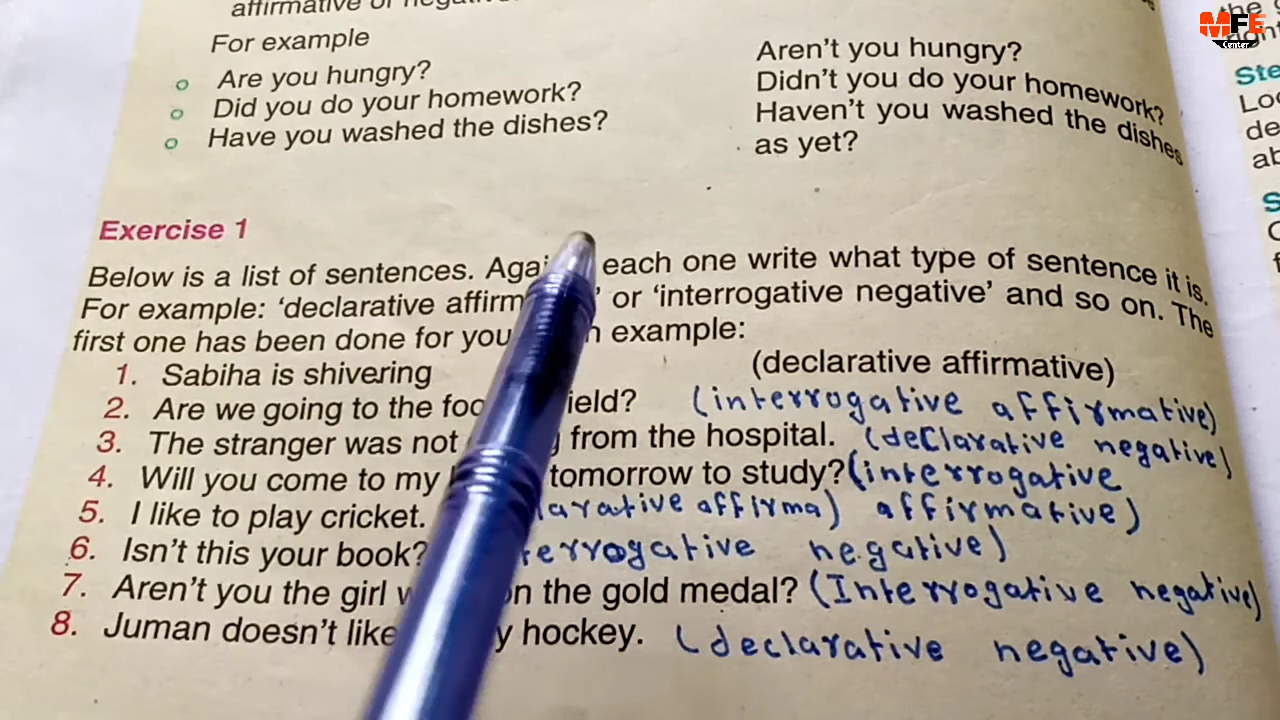 affirmative or
For example
Are you hungry?
Aren't you hungry?
Did you do your homework?
Didn't you do your homework?
Have you washed the dishes?
Haven't you washed the dishes
as yet?
Exercise 1
Below is a list of sentences. each one write what type of sentence it is.
For example: 'declarative or 'interrogative negative' and so on. The
first one has been done for you example:
1. Sabiha is shivering (declarative affirmative)
2. Are we going to the (interrogative affirmative)
3. The stranger was not from the hospital. (declarative negative)
4. Will you come to my tomorrow to study? (interrogative
affirmative)
5. I like to play cricket. affirma)
6. Isn't this your book? negative)
7. Aren't you the girl the gold medal? (Interrogative negative)
8. Juman doesn't like hockey. (declarative negative)
MFE
Center